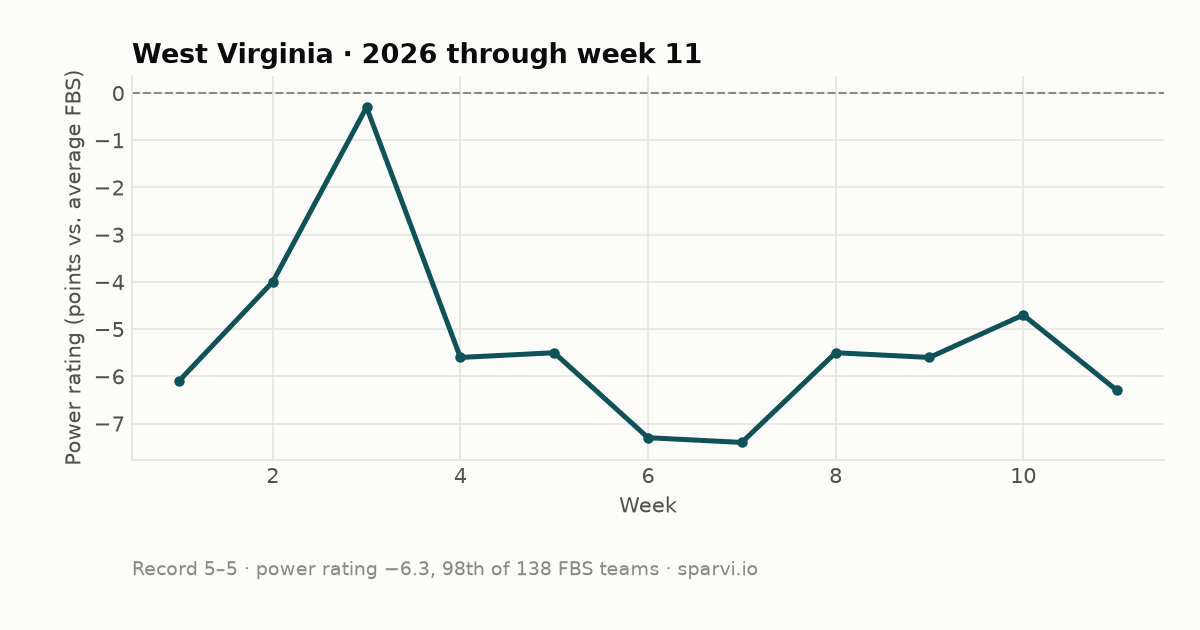 West Virginia · 2026 through week 11
Power rating (points vs. average FBS)
0
−1
−2
−3
−4
−5
−6
−7
2 4 6 8 10
Week
Record 5–5 · power rating −6.3, 98th of 138 FBS teams · sparvi.io